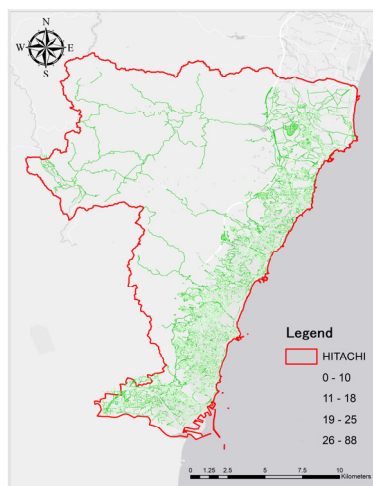 N
W E
S
Legend
HITACHI
0 - 10
11 - 18
19 - 25
26 - 88
0 1.25 2.5 5 7.5 10
Kilometers